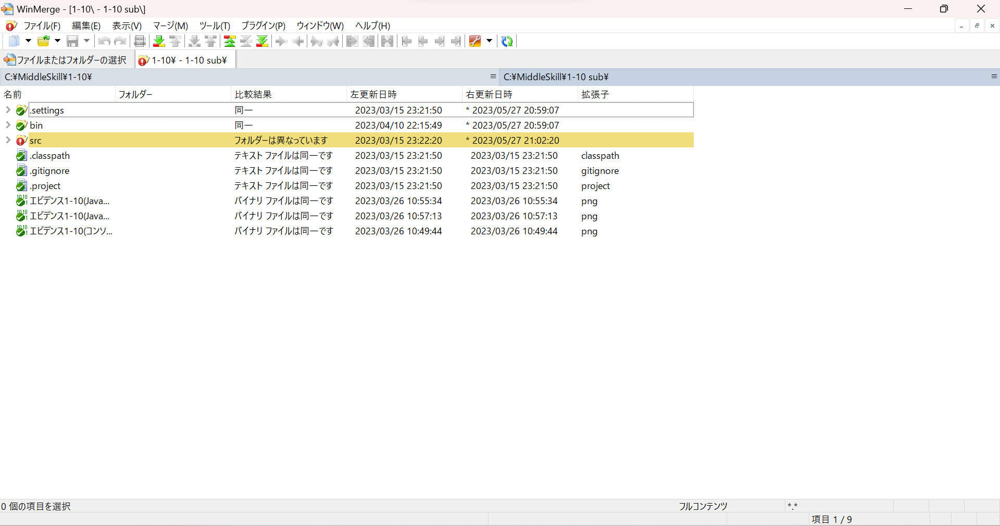 WinMerge - [1-10\ - 1-10 sub\]
ファイル(F) 編集(E) 表示(V) マージ(M) ツール(T) プラグイン(P) ウィンドウ(W) ヘルプ(H)
ファイルまたはフォルダーの選択 1-10¥ - 1-10 sub¥
C:¥MiddleSkill¥1-10¥ C:¥MiddleSkill¥1-10 sub¥
名前 フォルダー 比較結果 左更新日時 右更新日時 拡張子
.settings 同一 2023/03/15 23:21:50 * 2023/05/27 20:59:07
bin 同一 2023/04/10 22:15:49 * 2023/05/27 20:59:07
src フォルダーは異なっています 2023/03/15 23:22:20 * 2023/05/27 21:02:20
.classpath テキスト ファイルは同一です 2023/03/15 23:21:50 2023/03/15 23:21:50 classpath
.gitignore テキスト ファイルは同一です 2023/03/15 23:21:50 2023/03/15 23:21:50 gitignore
.project テキスト ファイルは同一です 2023/03/15 23:21:50 2023/03/15 23:21:50 project
エビデンス1-10(Java... バイナリ ファイルは同一です 2023/03/26 10:55:34 2023/03/26 10:55:34 png
エビデンス1-10(Java... バイナリ ファイルは同一です 2023/03/26 10:57:13 2023/03/26 10:57:13 png
エビデンス1-10(コンソ... バイナリ ファイルは同一です 2023/03/26 10:49:44 2023/03/26 10:49:44 png
0 個の項目を選択 フルコンテンツ *.*
項目 1 / 9